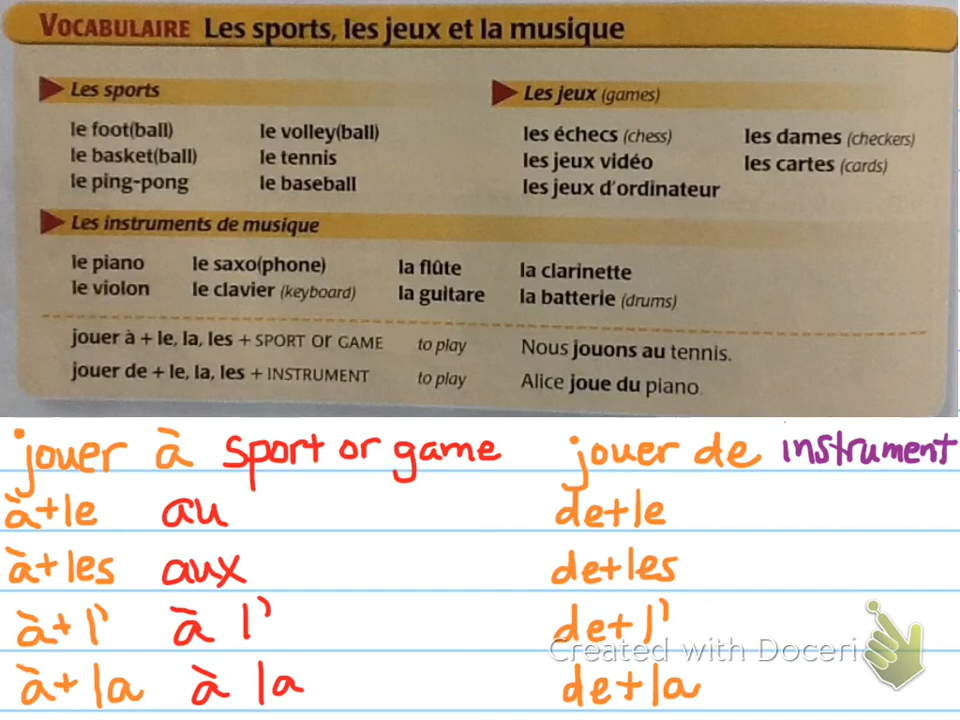 VOCABULAIRE Les sports, les jeux et la musique
Les sports
le foot(ball) le volley(ball)
le basket(ball) le tennis
le ping-pong le baseball
Les jeux (games)
les échecs (chess) les dames (checkers)
les jeux vidéo les cartes (cards)
les jeux d'ordinateur
Les instruments de musique
le piano le saxo(phone) la flûte la clarinette
le violon le clavier (keyboard) la guitare la batterie (drums)
jouer à + le, la, les + SPORT or GAME to play Nous jouons au tennis.
jouer de + le, la, les + INSTRUMENT to play Alice joue du piano.
jouer à sport or game jouer de instrument
à+le au de+le
à+les aux de+les
à+l' à l' de+l'
Created with Doceri
à+la à la de+la